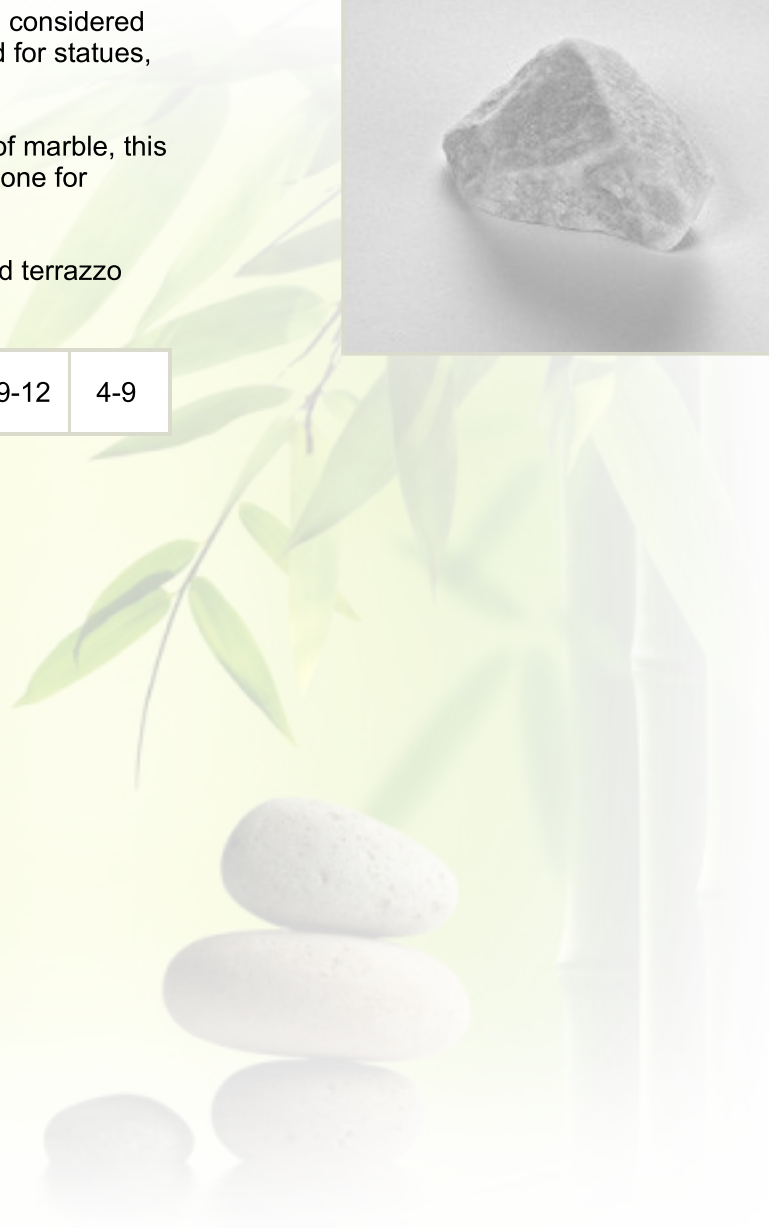 considered
for statues,
of marble, this
one for
terrazzo
9-12 4-9